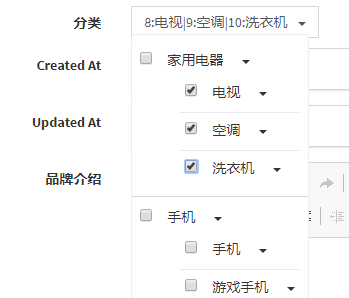 分类
8:电视|9:空调|10:洗衣机
家用电器
Created At
电视
Updated At
空调
洗衣机
品牌介绍
手机
手机
游戏手机